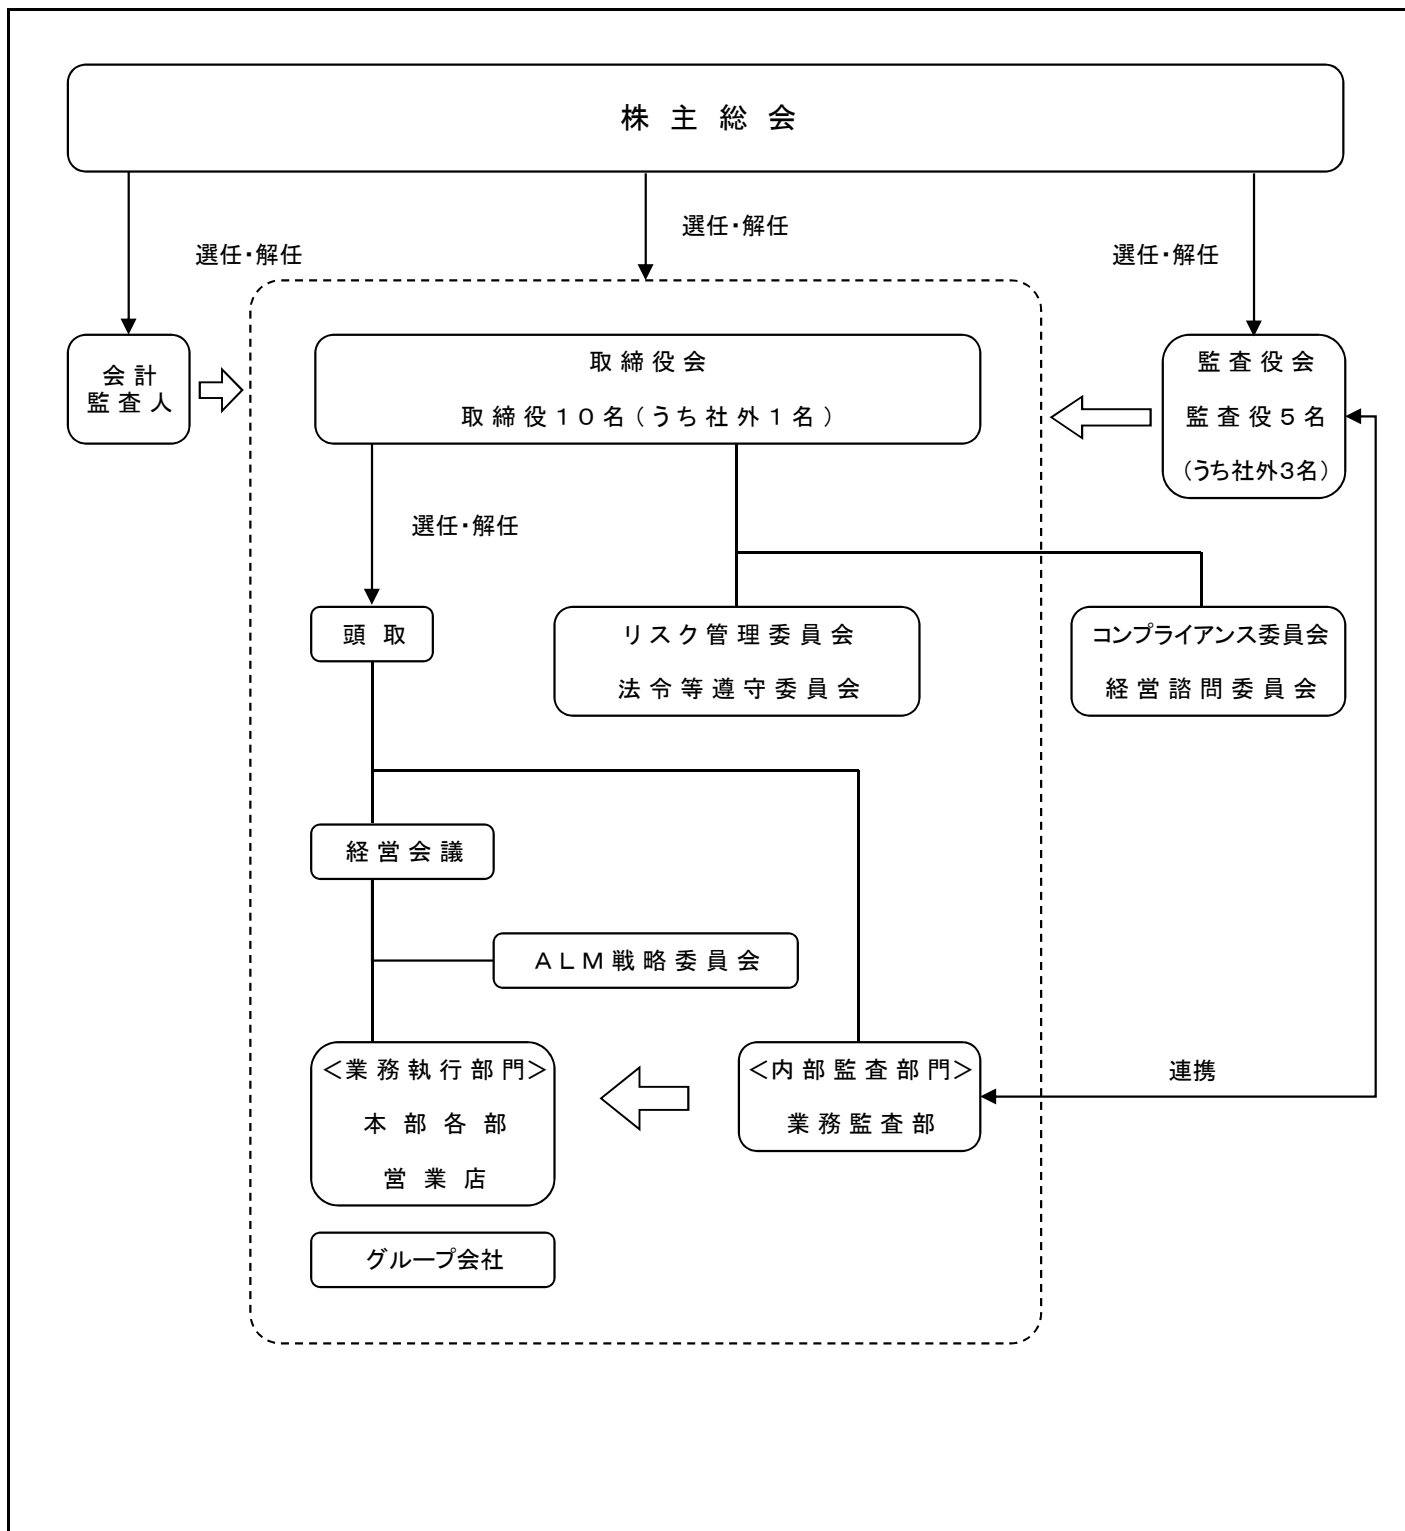 株主総会
選任・解任
選任・解任
選任・解任
会計
監査人
取締役会
取締役１０名（うち社外１名）
監査役会
監査役５名
（うち社外３名）
選任・解任
頭取
リスク管理委員会
法令等遵守委員会
コンプライアンス委員会
経営諮問委員会
経営会議
ＡＬＭ戦略委員会
＜業務執行部門＞
本部各部
営業店
＜内部監査部門＞
業務監査部
連携
グループ会社